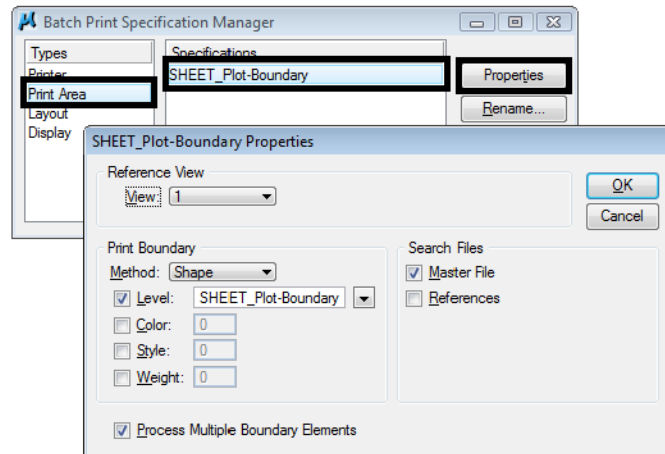 Batch Print Specification Manager
Types
Specifications
Printer
SHEET_Plot-Boundary
Properties
Print Area
Layout
Rename...
Display
SHEET_Plot-Boundary Properties
Reference View
View: 1
OK
Cancel
Print Boundary
Search Files
Method: Shape
Master File
Level: SHEET_Plot-Boundary
References
Color: 0
Style: 0
Weight: 0
Process Multiple Boundary Elements